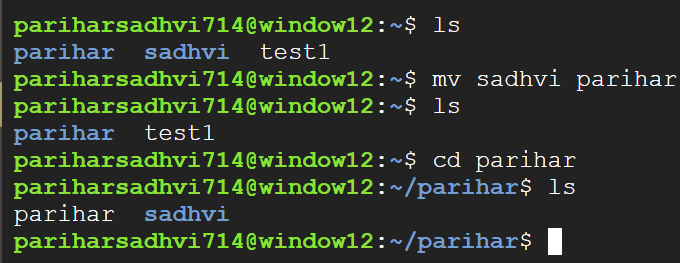 pariharsadhvi714@window12:~$ ls
parihar  sadhvi  test1
pariharsadhvi714@window12:~$ mv sadhvi parihar
pariharsadhvi714@window12:~$ ls
parihar  test1
pariharsadhvi714@window12:~$ cd parihar
pariharsadhvi714@window12:~/parihar$ ls
parihar  sadhvi
pariharsadhvi714@window12:~/parihar$